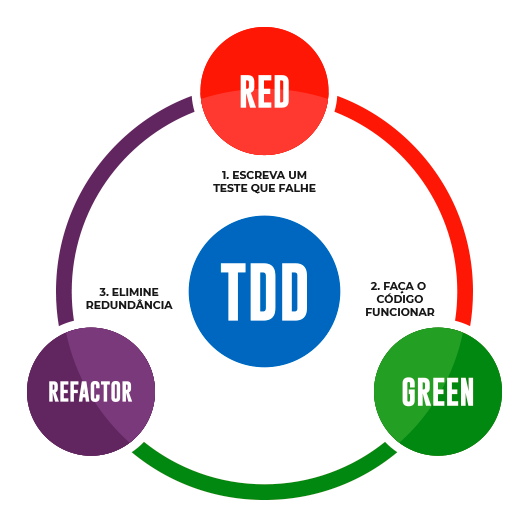 RED
1. ESCREVA UM
TESTE QUE FALHE
TDD
2. FAÇA O
CÓDIGO
FUNCIONAR
3. ELIMINE
REDUNDÂNCIA
GREEN
REFACTOR